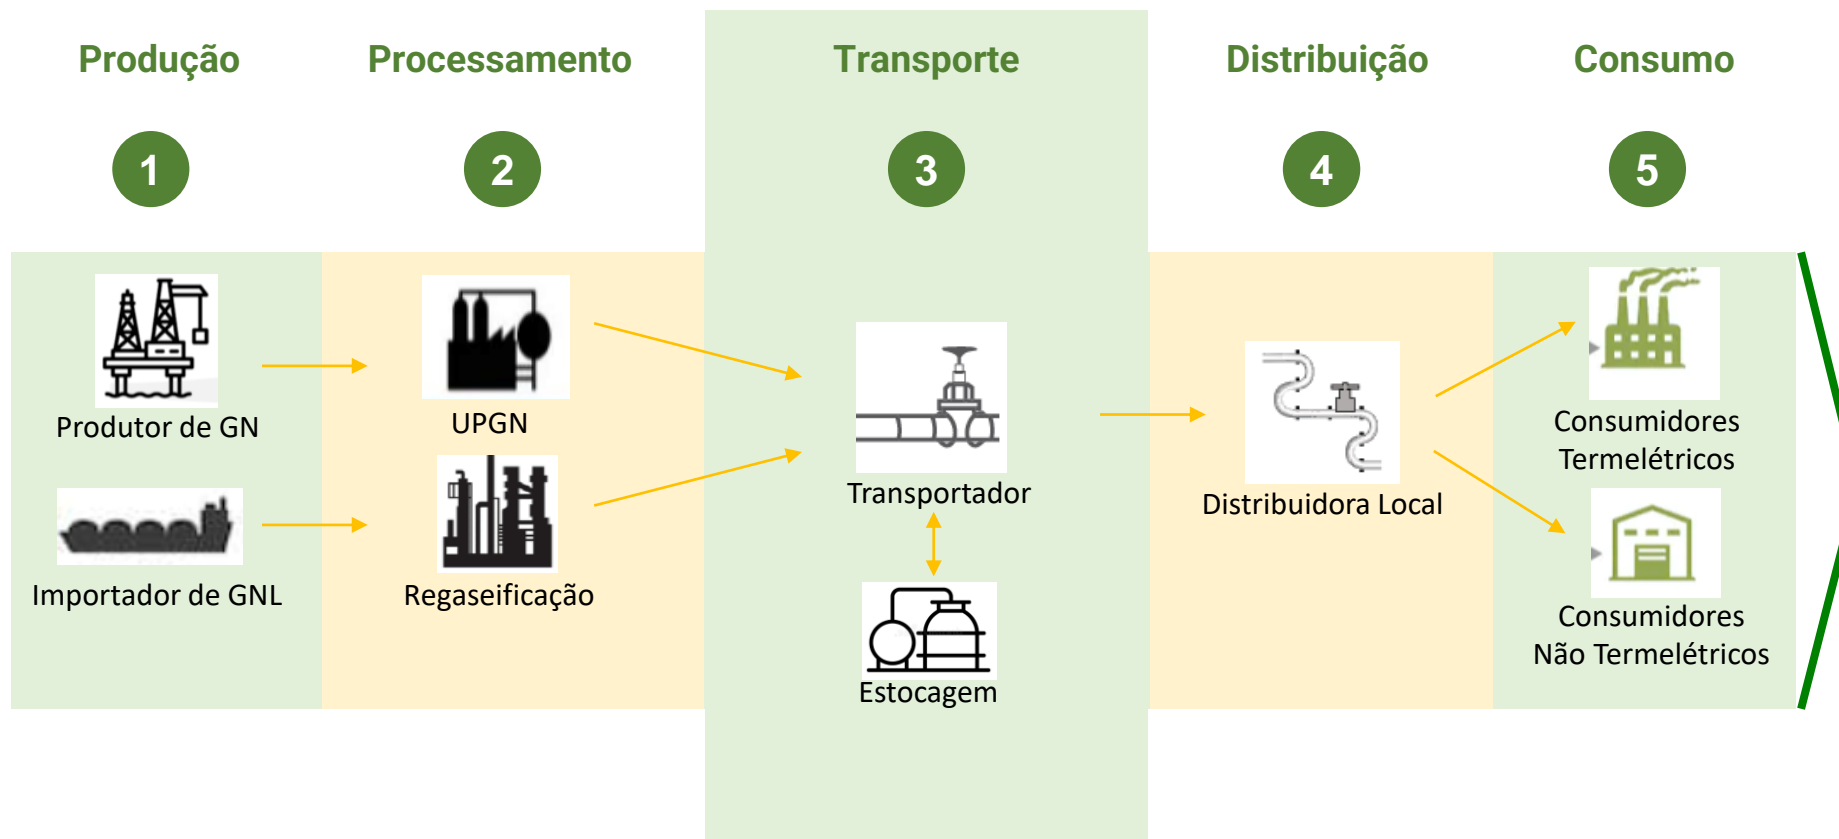 Produção
Processamento
Transporte
Distribuição
Consumo
1
2
3
4
5
Produtor de GN
Importador de GNL
UPGN
Regaseificação
Transportador
Estocagem
Distribuidora Local
Consumidores
Termelétricos
Consumidores
Não Termelétricos